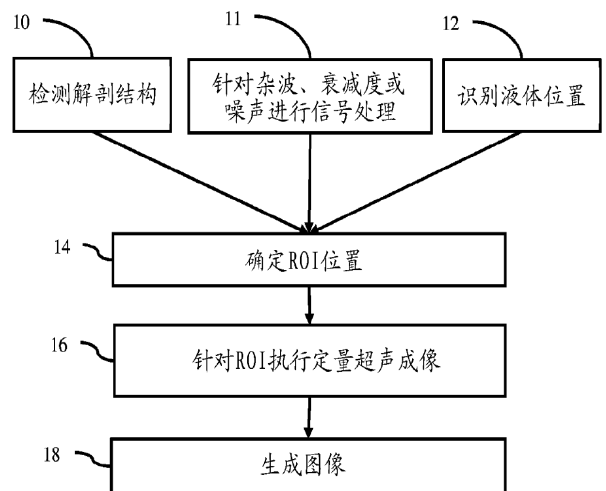 10
11
12
检测解剖结构
针对杂波、衰减度或
噪声进行信号处理
识别液体位置
14
确定ROI位置
16
针对ROI执行定量超声成像
18
生成图像